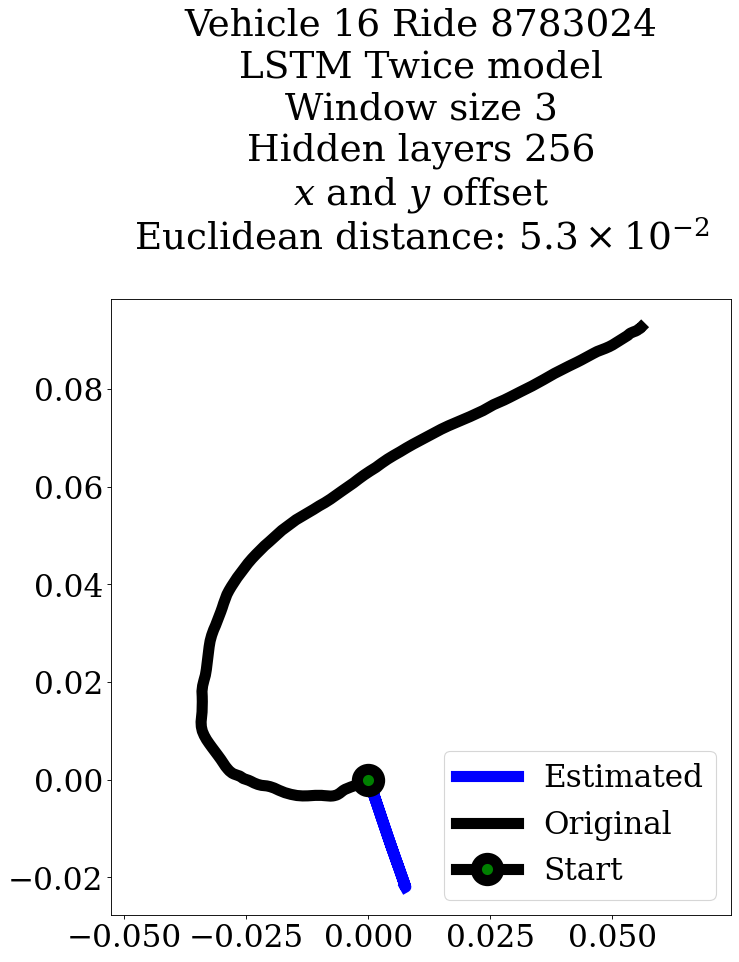 Vehicle 16 Ride 8783024
LSTM Twice model
Window size 3
Hidden layers 256
x and y offset
Euclidean distance: 5.3 × 10⁻²
0.08
0.06
0.04
0.02
0.00
−0.02
Estimated
Original
Start
−0.050 −0.025 0.000 0.025 0.050